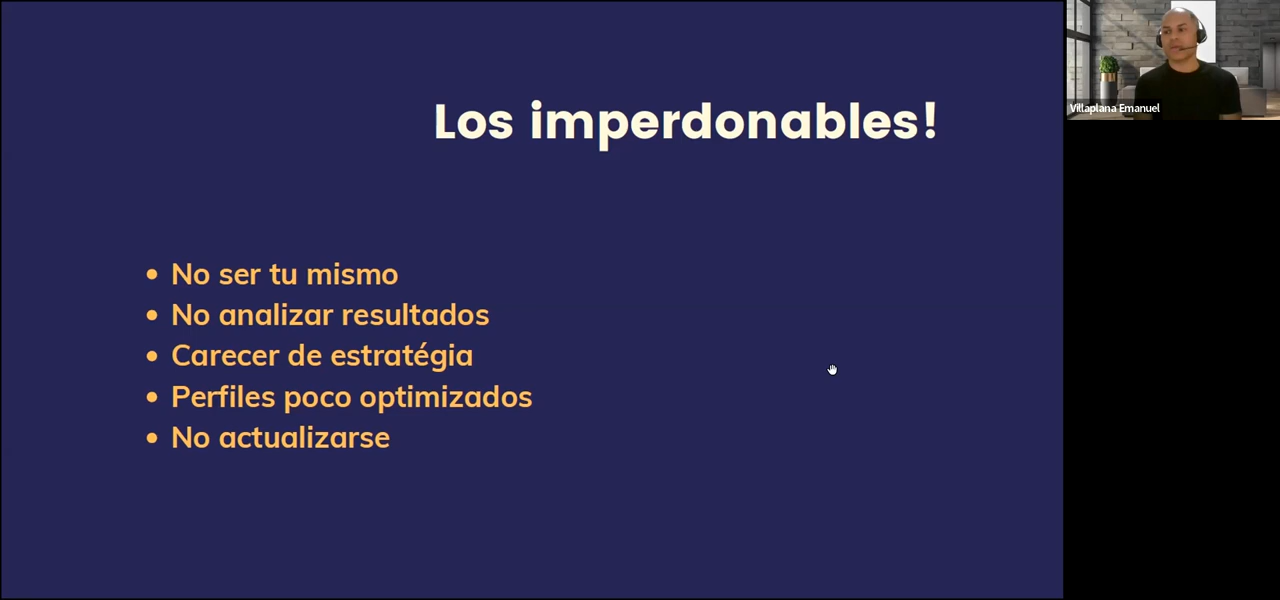 Los imperdonables!
No ser tu mismo
No analizar resultados
Carecer de estratégia
Perfiles poco optimizados
No actualizarse
Villaplana Emanuel